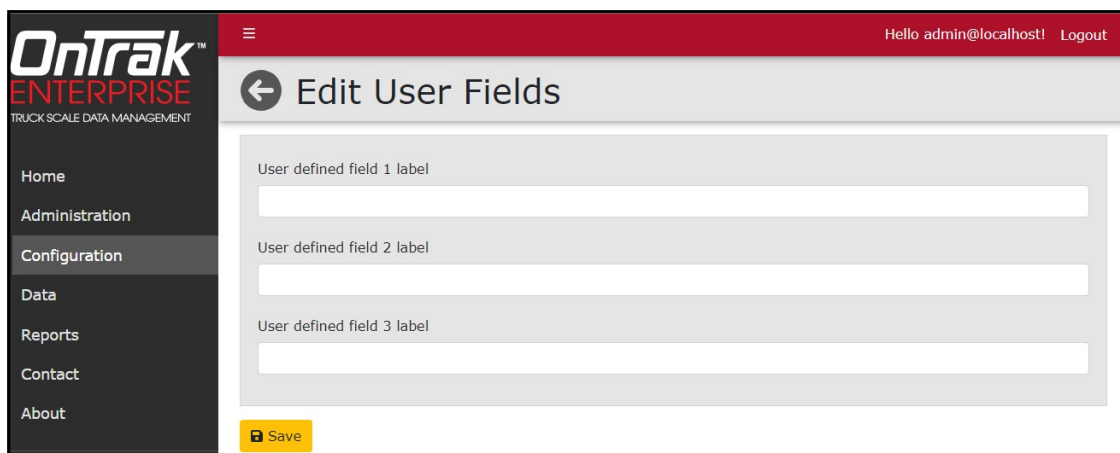 OnTrak™
ENTERPRISE
TRUCK SCALE DATA MANAGEMENT
Home
Administration
Configuration
Data
Reports
Contact
About
☰ Hello admin@localhost! Logout
Edit User Fields
User defined field 1 label
User defined field 2 label
User defined field 3 label
Save